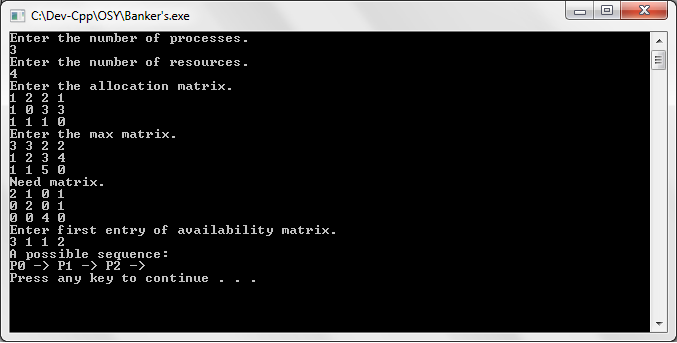 C:\Dev-Cpp\OSY\Banker's.exe
Enter the number of processes.
3
Enter the number of resources.
4
Enter the allocation matrix.
1 2 2 1
1 0 3 3
1 1 1 0
Enter the max matrix.
3 3 2 2
1 2 3 4
1 1 5 0
Need matrix.
2 1 0 1
0 2 0 1
0 0 4 0
Enter first entry of availability matrix.
3 1 1 2
A possible sequence:
P0 -> P1 -> P2 ->
Press any key to continue . . .